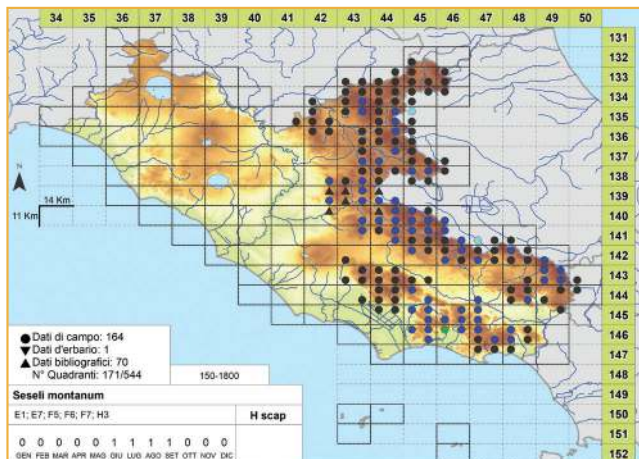 34 35 36 37 38 39 40 41 42 43 44 45 46 47 48 49 50
131
132
133
134
135
136
137
138
139
140
141
142
143
144
145
146
147
148
149
150
151
152
N
14 Km
11 Km
Dati di campo: 164
Dati d'erbario: 1
Dati bibliografici: 70
N° Quadranti: 171/544
150-1800
Seseli montanum
E1; E7; F5; F6; F7; H3
H scap
0 0 0 0 0 1 1 1 1 0 0 0
GEN FEB MAR APR MAG GIU LUG AGO SET OTT NOV DIC